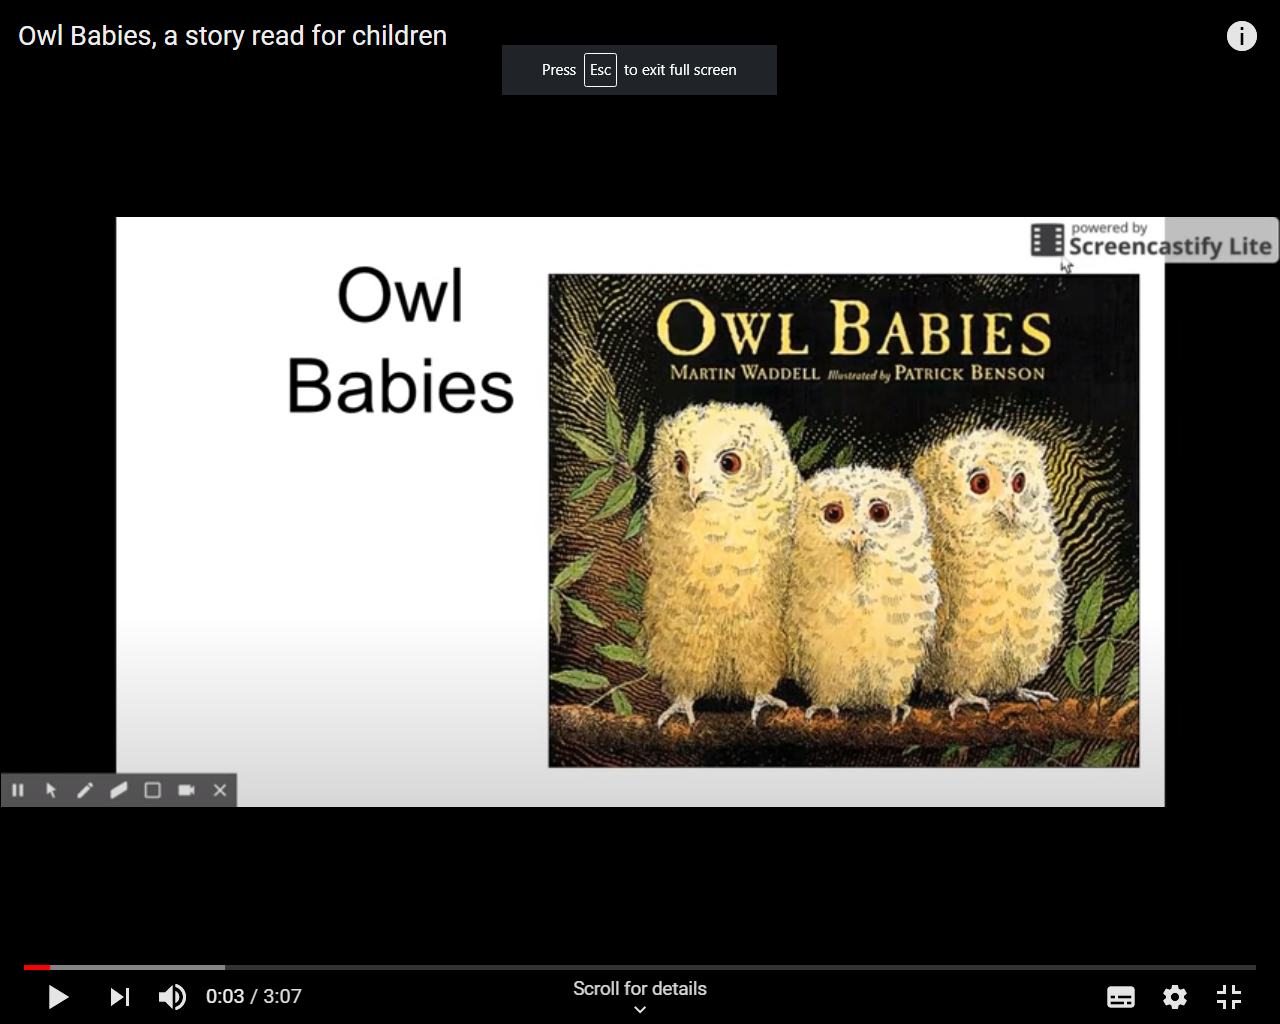 Owl Babies, a story read for children
Press Esc to exit full screen
powered by
Screencastify Lite
Owl
Babies
OWL BABIES
MARTIN WADDELL Illustrated by PATRICK BENSON
0:03 / 3:07
Scroll for details